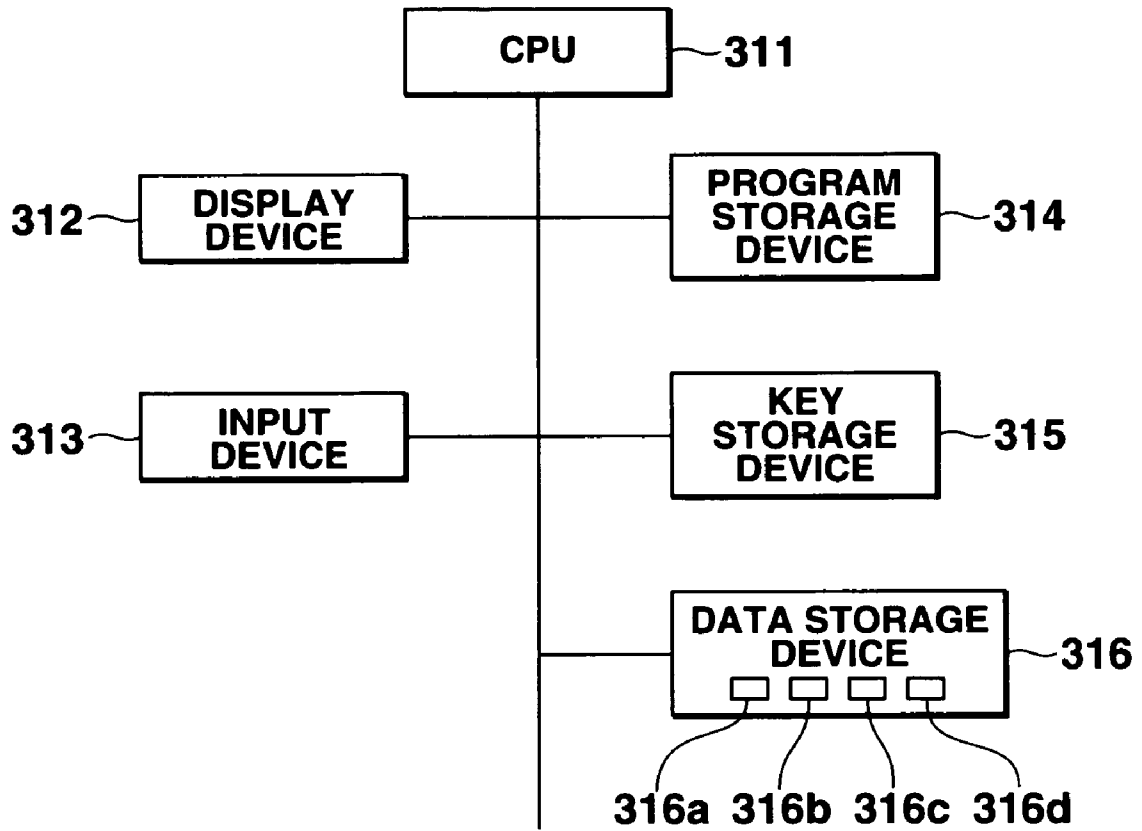 CPU
311
312
DISPLAY
DEVICE
PROGRAM
STORAGE
DEVICE
314
313
INPUT
DEVICE
KEY
STORAGE
DEVICE
315
DATA STORAGE
DEVICE
316
316a 316b 316c 316d